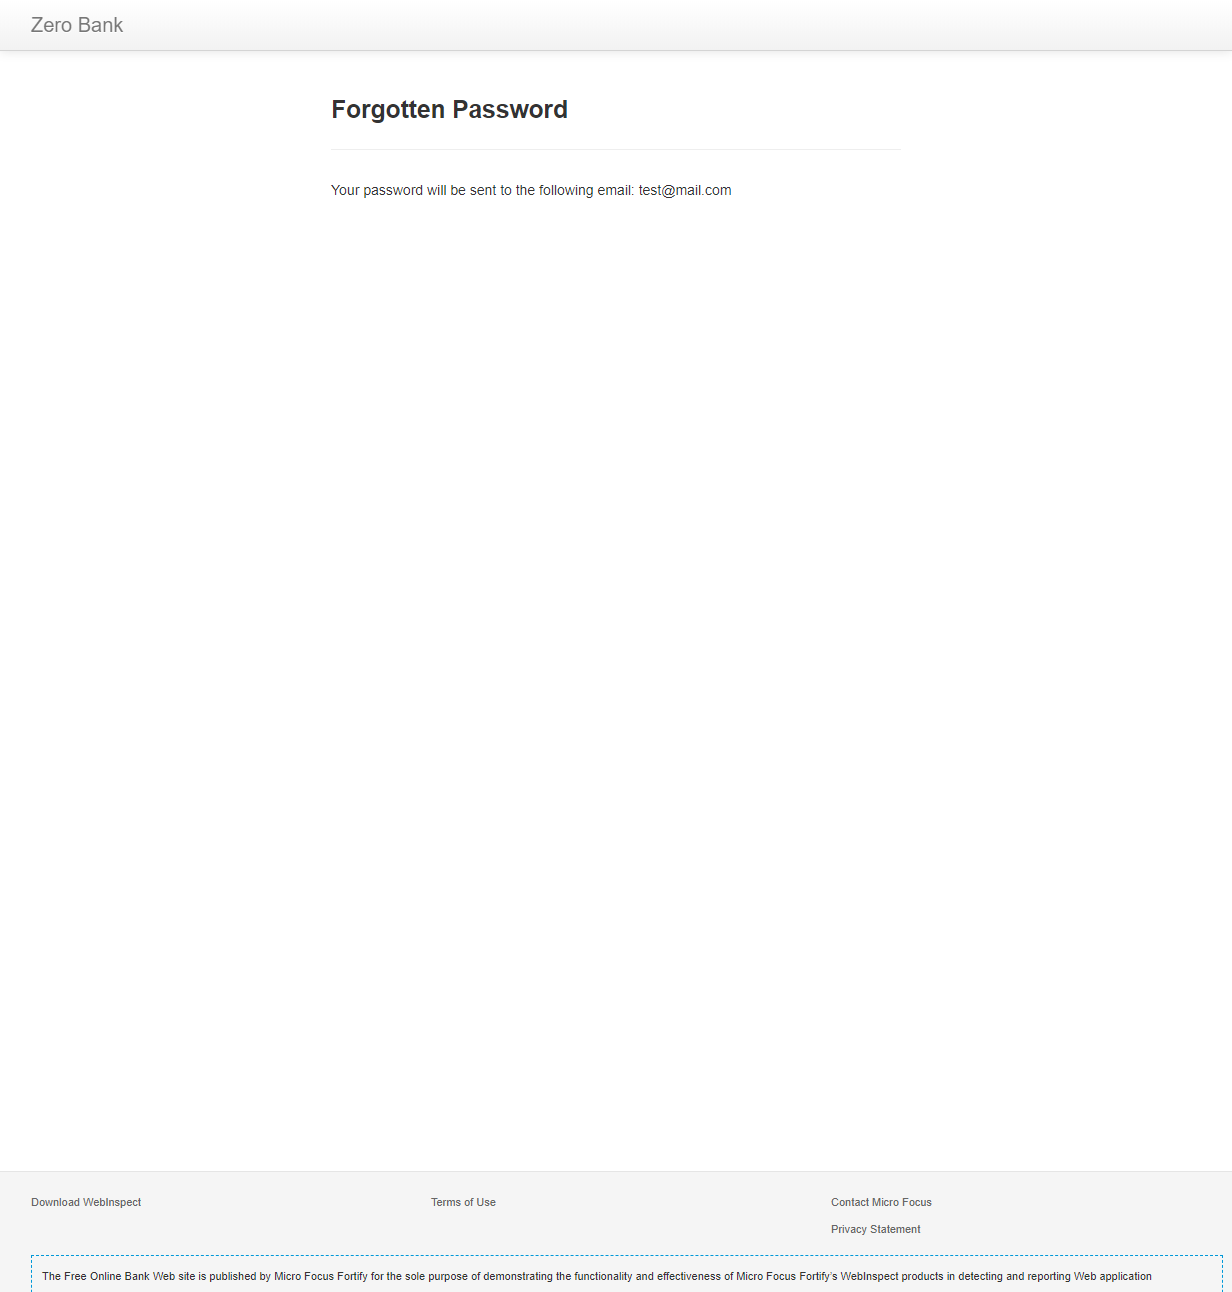 Zero Bank
Forgotten Password
Your password will be sent to the following email: test@mail.com
Download WebInspect
Terms of Use
Contact Micro Focus
Privacy Statement
The Free Online Bank Web site is published by Micro Focus Fortify for the sole purpose of demonstrating the functionality and effectiveness of Micro Focus Fortify's WebInspect products in detecting and reporting Web application